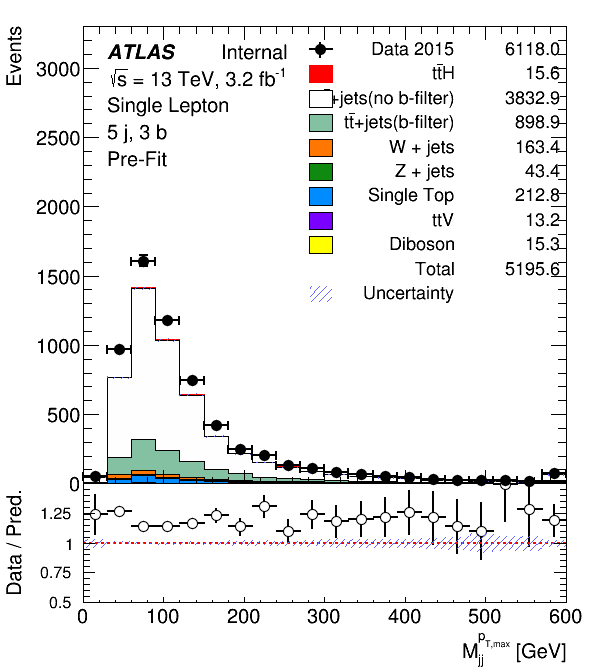 ATLAS Internal
√s = 13 TeV, 3.2 fb⁻¹
Single Lepton
5 j, 3 b
Pre-Fit
Data 2015 6118.0
tt̄H 15.6
+jets(no b-filter) 3832.9
tt̄+jets(b-filter) 898.9
W + jets 163.4
Z + jets 43.4
Single Top 212.8
ttV 13.2
Diboson 15.3
Total 5195.6
Uncertainty
Events
3000
2500
2000
1500
1000
500
0
Data / Pred.
1.25
1
0.75
0.5
0 100 200 300 400 500 600
M_jj^{p_{T,max}} [GeV]